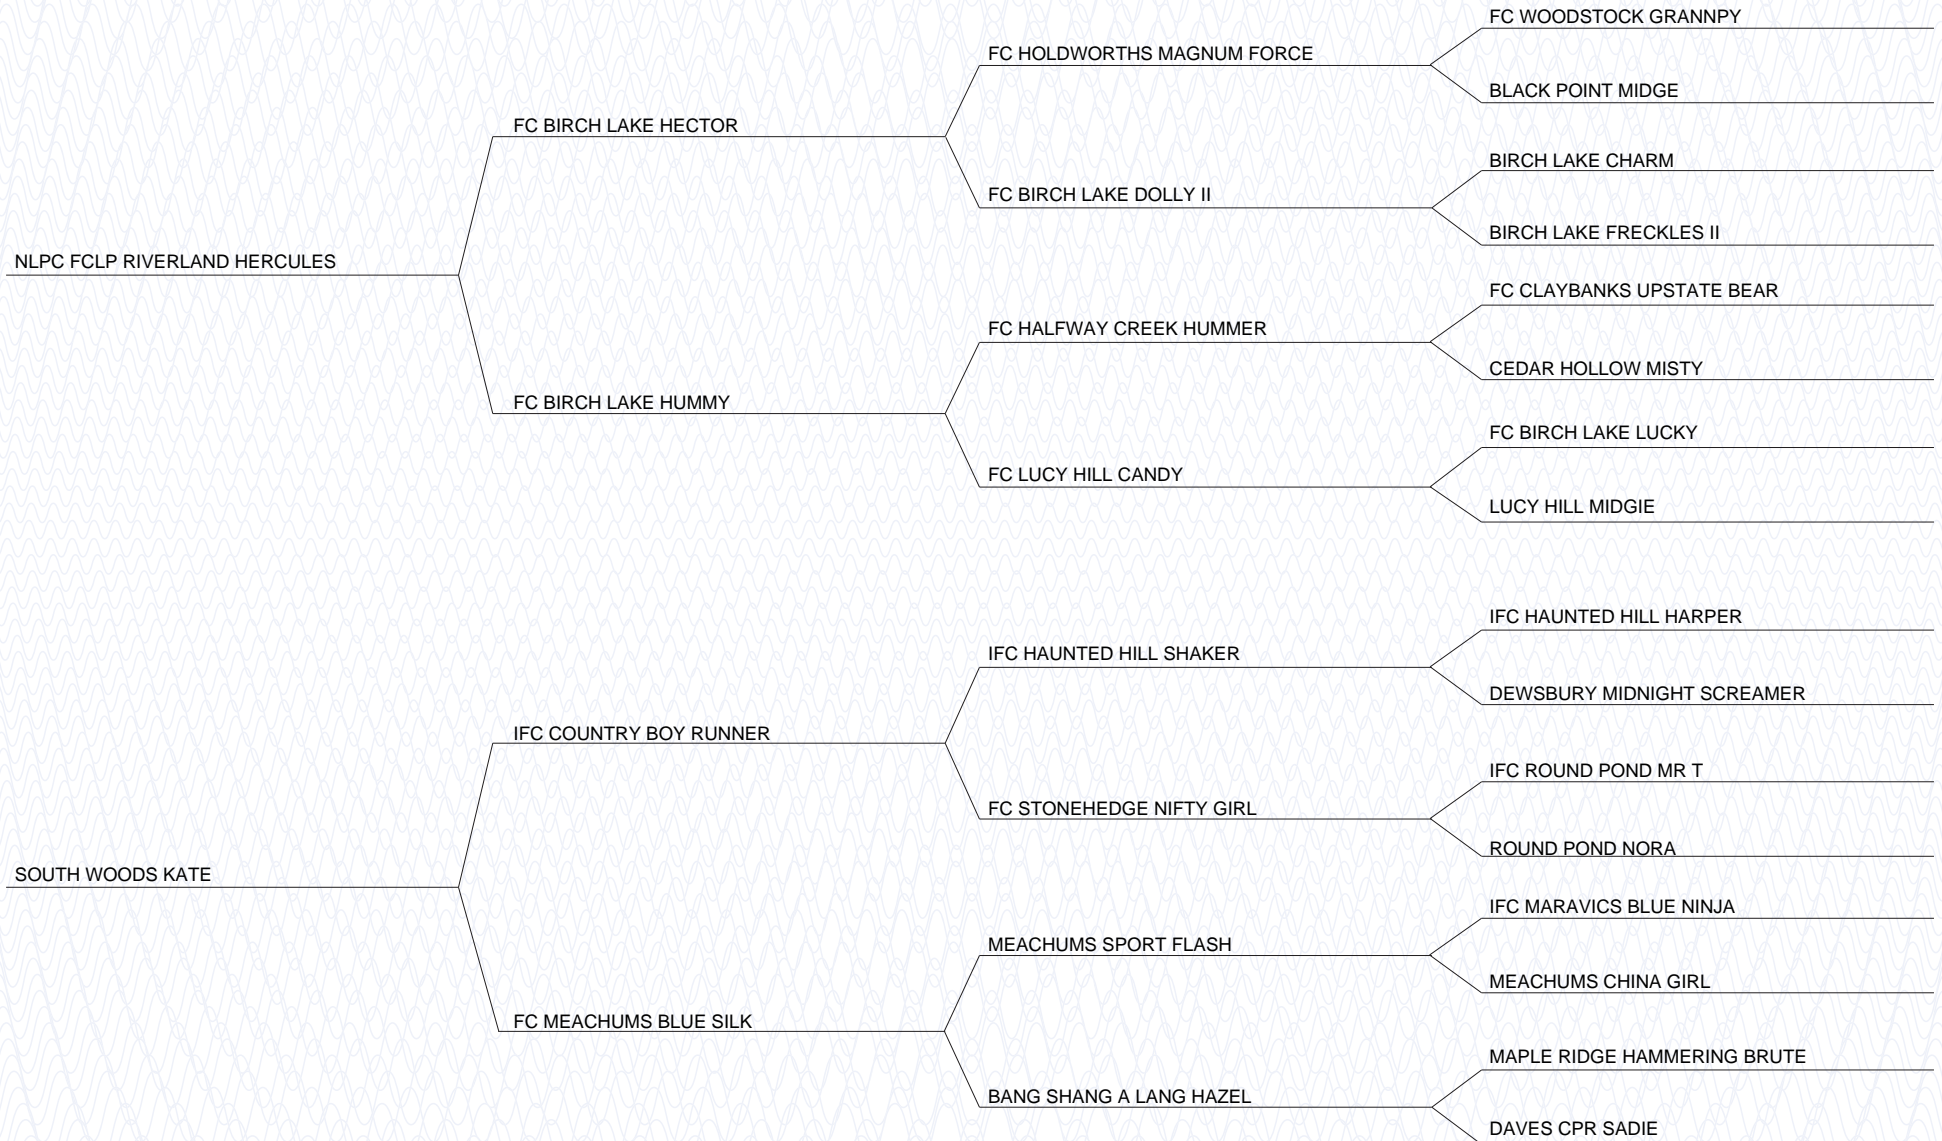 FC WOODSTOCK GRANNPY
FC HOLDWORTHS MAGNUM FORCE
BLACK POINT MIDGE
FC BIRCH LAKE HECTOR
BIRCH LAKE CHARM
FC BIRCH LAKE DOLLY II
BIRCH LAKE FRECKLES II
NLPC FCLP RIVERLAND HERCULES
FC CLAYBANKS UPSTATE BEAR
FC HALFWAY CREEK HUMMER
CEDAR HOLLOW MISTY
FC BIRCH LAKE HUMMY
FC BIRCH LAKE LUCKY
FC LUCY HILL CANDY
LUCY HILL MIDGIE
IFC HAUNTED HILL HARPER
IFC HAUNTED HILL SHAKER
DEWSBURY MIDNIGHT SCREAMER
IFC COUNTRY BOY RUNNER
IFC ROUND POND MR T
FC STONEHEDGE NIFTY GIRL
ROUND POND NORA
SOUTH WOODS KATE
IFC MARAVICS BLUE NINJA
MEACHUMS SPORT FLASH
MEACHUMS CHINA GIRL
FC MEACHUMS BLUE SILK
MAPLE RIDGE HAMMERING BRUTE
BANG SHANG A LANG HAZEL
DAVES CPR SADIE